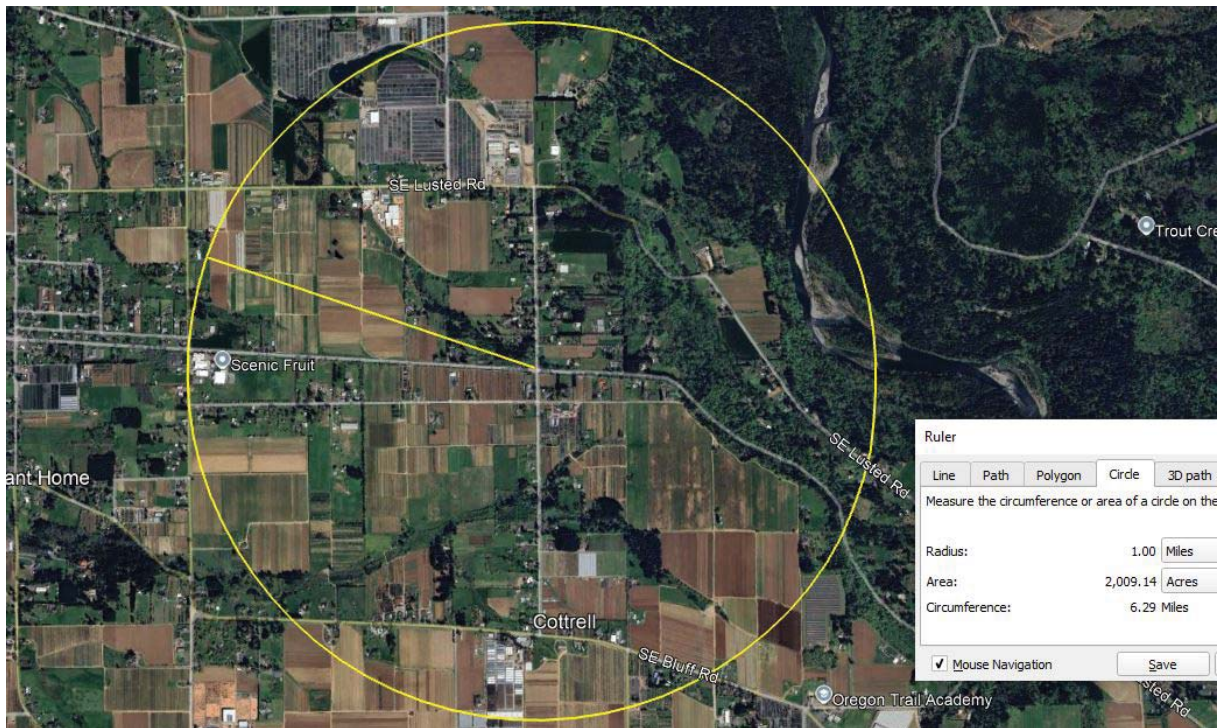 SE Lusted Rd
Trout Cre
Scenic Fruit
SE Lusted Rd
ant Home
Cottrell
SE Bluff Rd
Oregon Trail Academy
sted Rd
Ruler
Line Path Polygon Circle 3D path
Measure the circumference or area of a circle on the
Radius: 1.00 Miles
Area: 2,009.14 Acres
Circumference: 6.29 Miles
Mouse Navigation Save